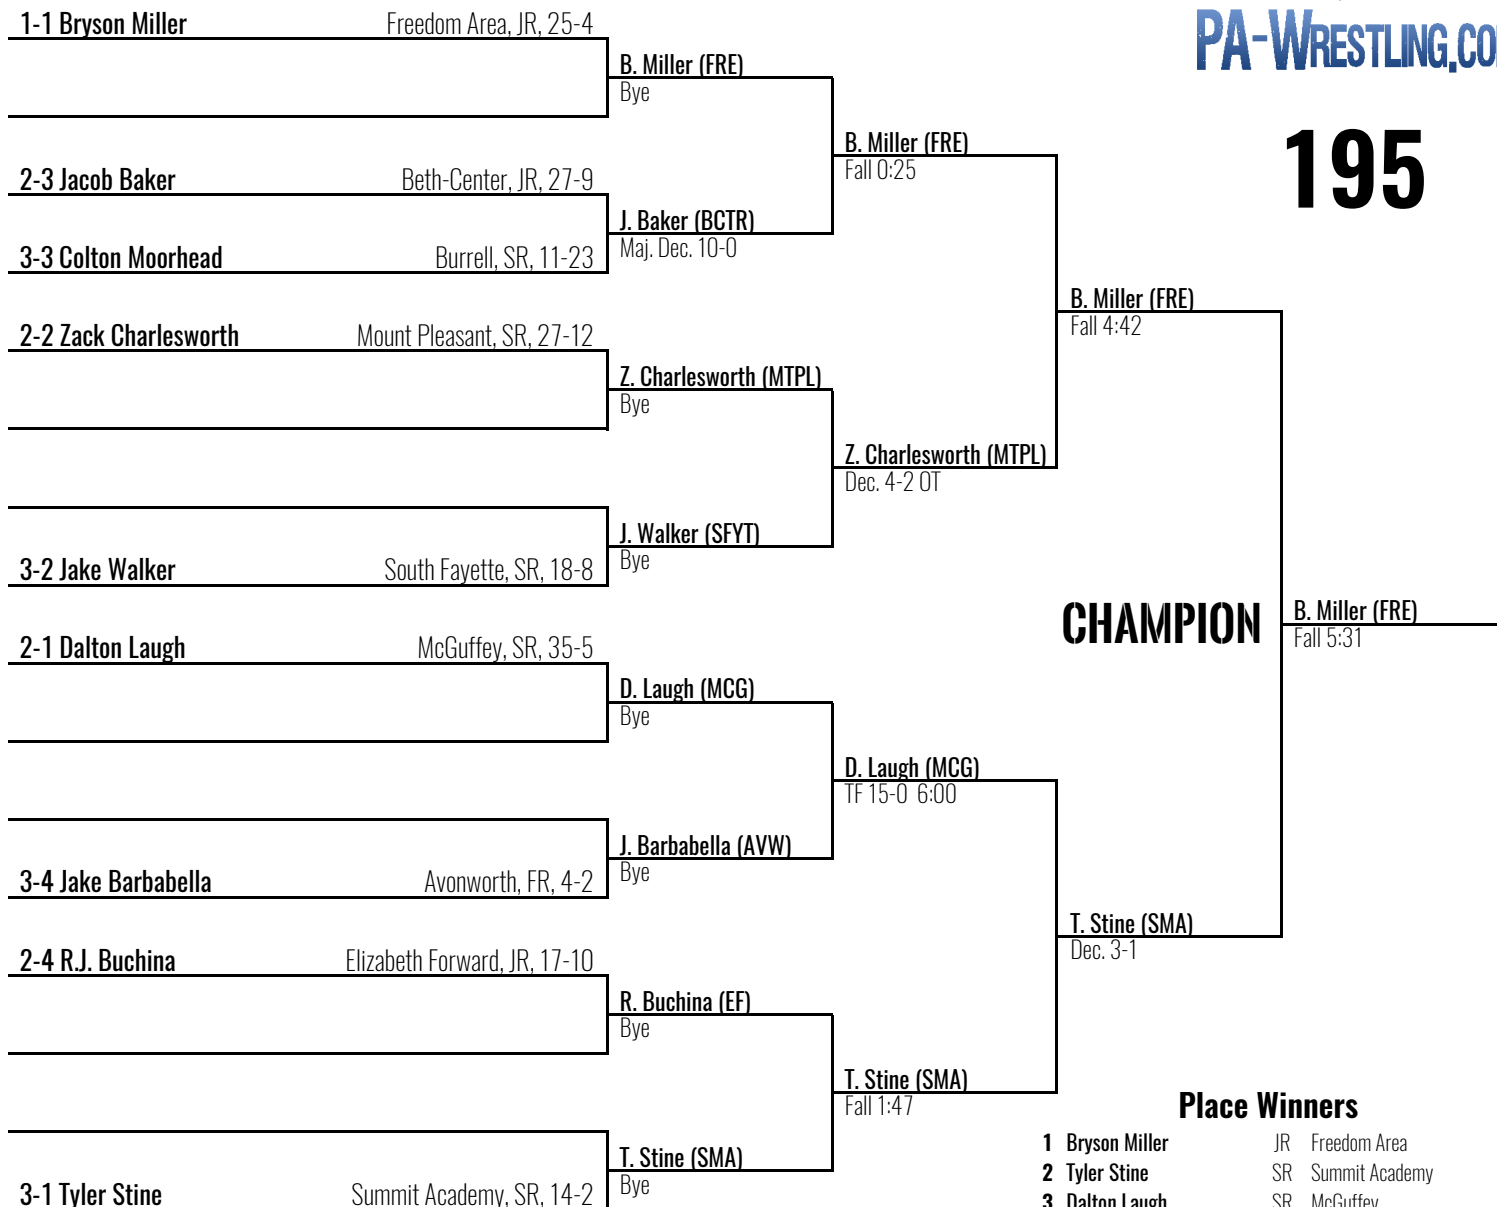 1-1 Bryson Miller Freedom Area, JR, 25-4
PA-WRESTLING.CO
B. Miller (FRE)
Bye
195
B. Miller (FRE)
Fall 0:25
2-3 Jacob Baker Beth-Center, JR, 27-9
J. Baker (BCTR)
Maj. Dec. 10-0
3-3 Colton Moorhead Burrell, SR, 11-23
B. Miller (FRE)
Fall 4:42
2-2 Zack Charlesworth Mount Pleasant, SR, 27-12
Z. Charlesworth (MTPL)
Bye
Z. Charlesworth (MTPL)
Dec. 4-2 OT
J. Walker (SFYT)
Bye
3-2 Jake Walker South Fayette, SR, 18-8
CHAMPION
B. Miller (FRE)
Fall 5:31
2-1 Dalton Laugh McGuffey, SR, 35-5
D. Laugh (MCG)
Bye
D. Laugh (MCG)
TF 15-0 6:00
J. Barbabella (AVW)
Bye
3-4 Jake Barbabella Avonworth, FR, 4-2
T. Stine (SMA)
Dec. 3-1
2-4 R.J. Buchina Elizabeth Forward, JR, 17-10
R. Buchina (EF)
Bye
T. Stine (SMA)
Fall 1:47
T. Stine (SMA)
Bye
3-1 Tyler Stine Summit Academy, SR, 14-2
Place Winners
1 Bryson Miller JR Freedom Area
2 Tyler Stine SR Summit Academy
3 Dalton Laugh SR McGuffey